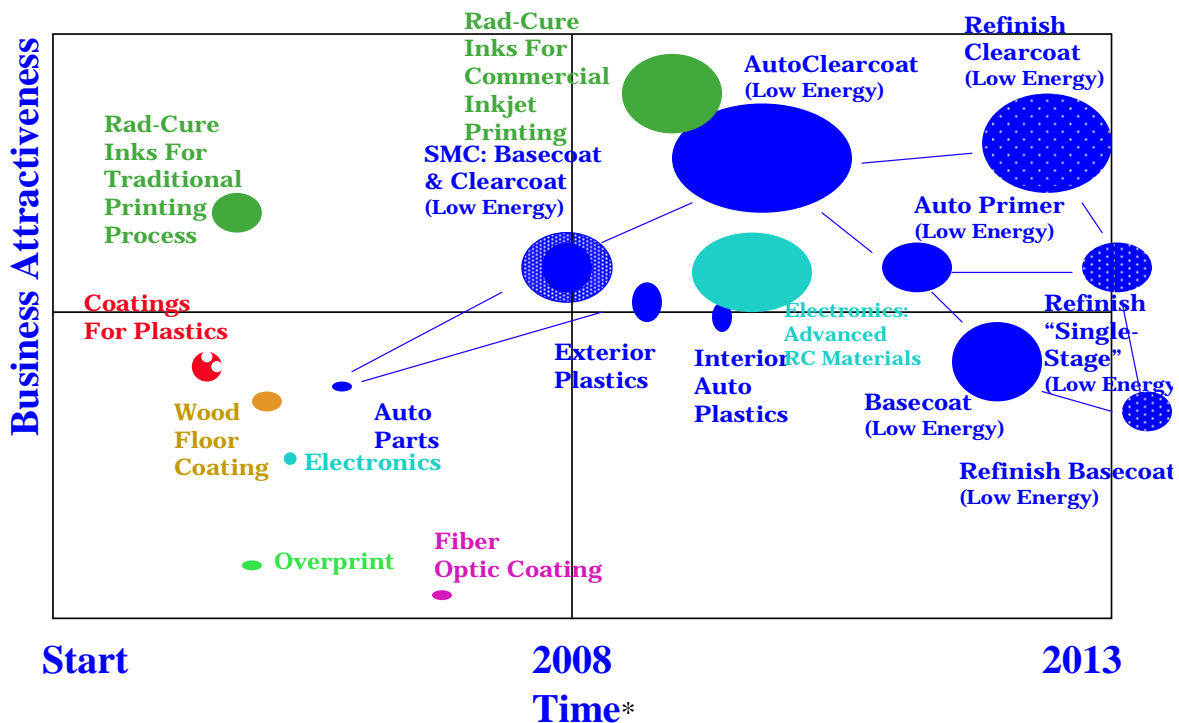 Business Attractiveness
Rad-Cure
Inks For
Traditional
Printing
Process
Rad-Cure
Inks For
Commercial
Inkjet
Printing
AutoClearcoat
(Low Energy)
Refinish
Clearcoat
(Low Energy)
SMC: Basecoat
& Clearcoat
(Low Energy)
Auto Primer
(Low Energy)
Coatings
For Plastics
Exterior
Plastics
Interior
Auto
Plastics
Electronics:
Advanced
RC Materials
Refinish
“Single-
Stage”
(Low Energy
Wood
Floor
Coating
Auto
Parts
Basecoat
(Low Energy)
Electronics
Refinish Basecoat
(Low Energy)
Overprint
Fiber
Optic Coating
Start
2008
2013
Time*